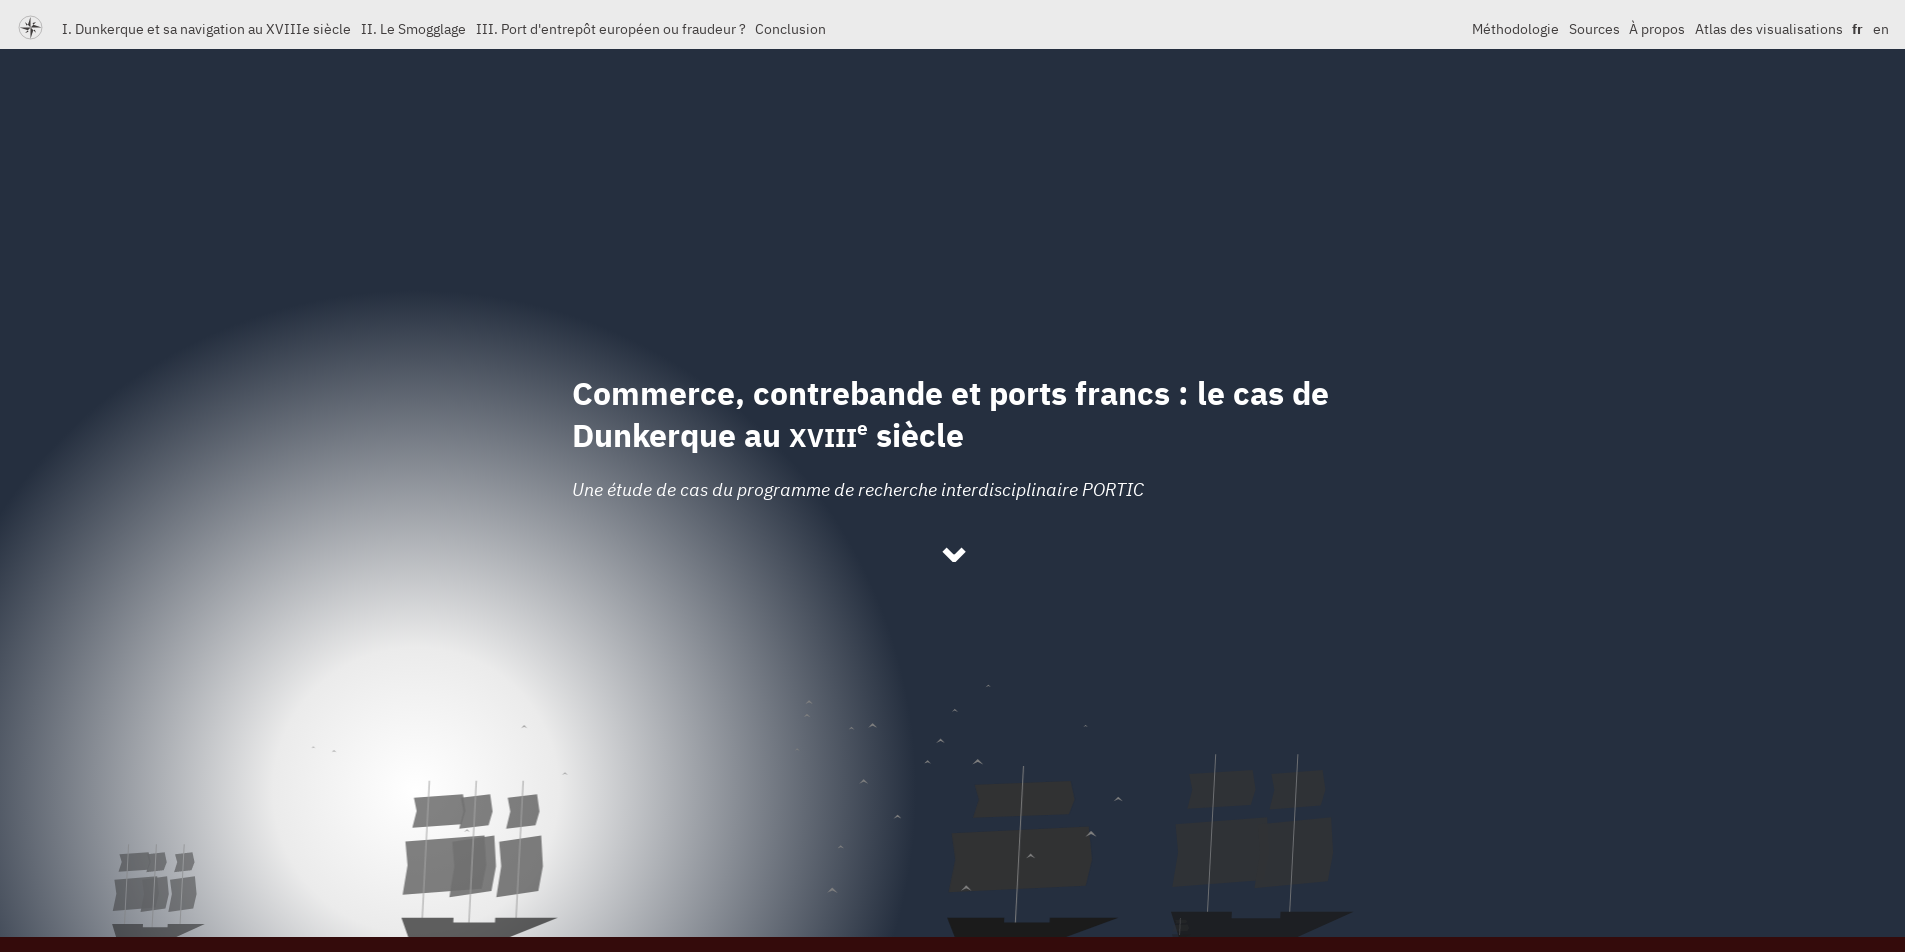 I. Dunkerque et sa navigation au XVIIIe siècle II. Le Smogglage III. Port d'entrepôt européen ou fraudeur ? Conclusion Méthodologie Sources À propos Atlas des visualisations fr en
Commerce, contrebande et ports francs : le cas de
Dunkerque au XVIIIe siècle
Une étude de cas du programme de recherche interdisciplinaire PORTIC